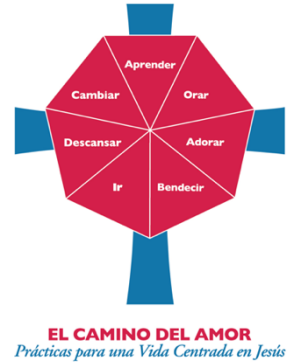 Aprender
Cambiar
Orar
Descansar
Adorar
Ir
Bendecir
EL CAMINO DEL AMOR
Prácticas para una Vida Centrada en Jesús